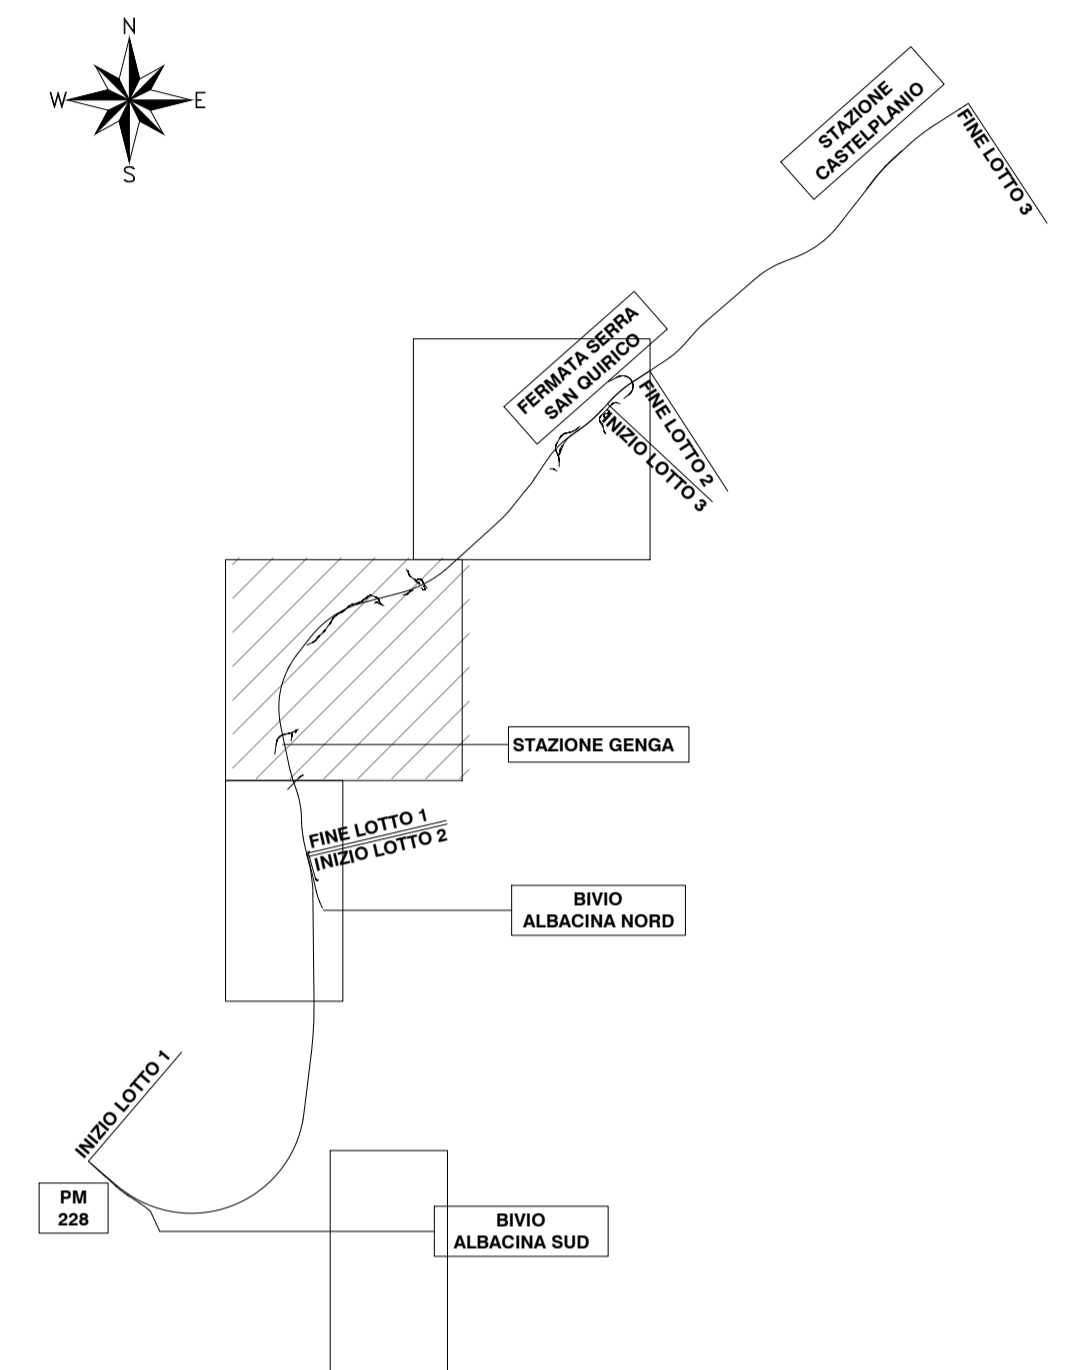 N
W
E
S
STAZIONE
CASTELPLANIO
FINE LOTTO 3
FERMATA SERRA
SAN QUIRICO
FINE LOTTO 2
INIZIO LOTTO 3
STAZIONE GENGA
FINE LOTTO 1
INIZIO LOTTO 2
BIVIO
ALBACINA NORD
INIZIO LOTTO 1
PM
228
BIVIO
ALBACINA SUD